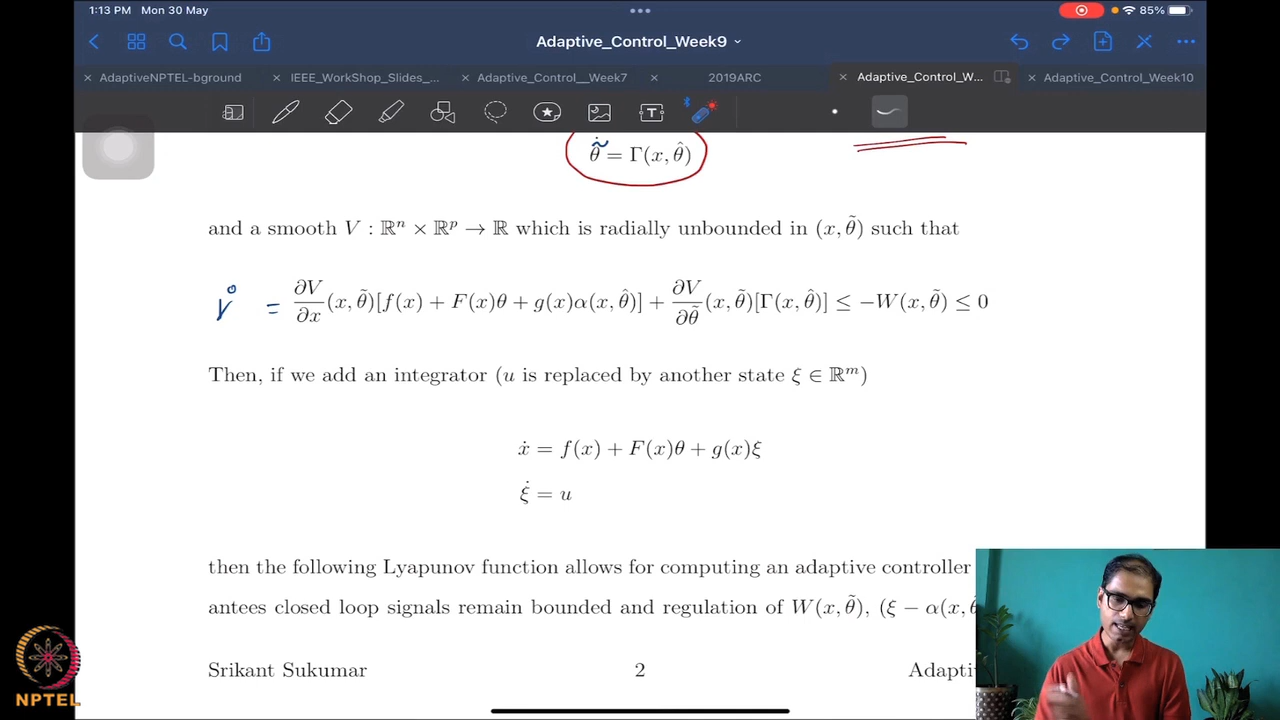 1:13 PM Mon 30 May
85%
Adaptive_Control_Week9
AdaptiveNPTEL-bground
IEEE_WorkShop_Slides_...
Adaptive_Control__Week7
2019ARC
Adaptive_Control_W...
Adaptive_Control_Week10
θ̃̇ = Γ(x, θ̂)
and a smooth V : ℝⁿ × ℝᵖ → ℝ which is radially unbounded in (x, θ̃) such that
V̇ = ∂V/∂x (x, θ̃)[f(x) + F(x)θ + g(x)α(x, θ̂)] + ∂V/∂θ̃ (x, θ̃)[Γ(x, θ̂)] ≤ −W(x, θ̃) ≤ 0
Then, if we add an integrator (u is replaced by another state ξ ∈ ℝᵐ)
ẋ = f(x) + F(x)θ + g(x)ξ
ξ̇ = u
then the following Lyapunov function allows for computing an adaptive controller
antees closed loop signals remain bounded and regulation of W(x, θ̃), (ξ − α(x,
Srikant Sukumar
2
Adapti
NPTEL